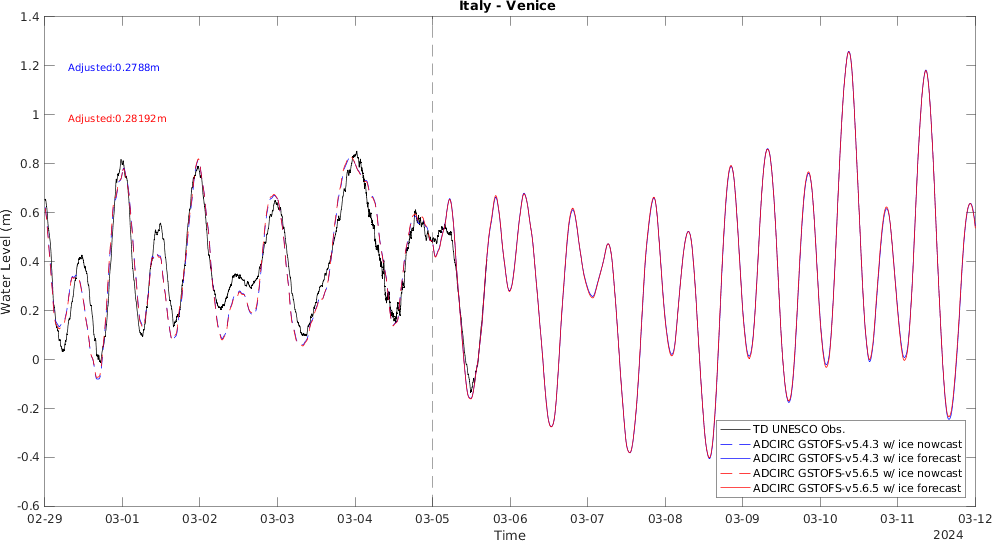 Italy - Venice
1.4
1.2
1
0.8
0.6
0.4
0.2
0
-0.2
-0.4
-0.6
Water Level (m)
Adjusted:0.2788m
Adjusted:0.28192m
TD UNESCO Obs.
ADCIRC GSTOFS-v5.4.3 w/ ice nowcast
ADCIRC GSTOFS-v5.4.3 w/ ice forecast
ADCIRC GSTOFS-v5.6.5 w/ ice nowcast
ADCIRC GSTOFS-v5.6.5 w/ ice forecast
02-29 03-01 03-02 03-03 03-04 03-05 03-06 03-07 03-08 03-09 03-10 03-11 03-12
Time
2024